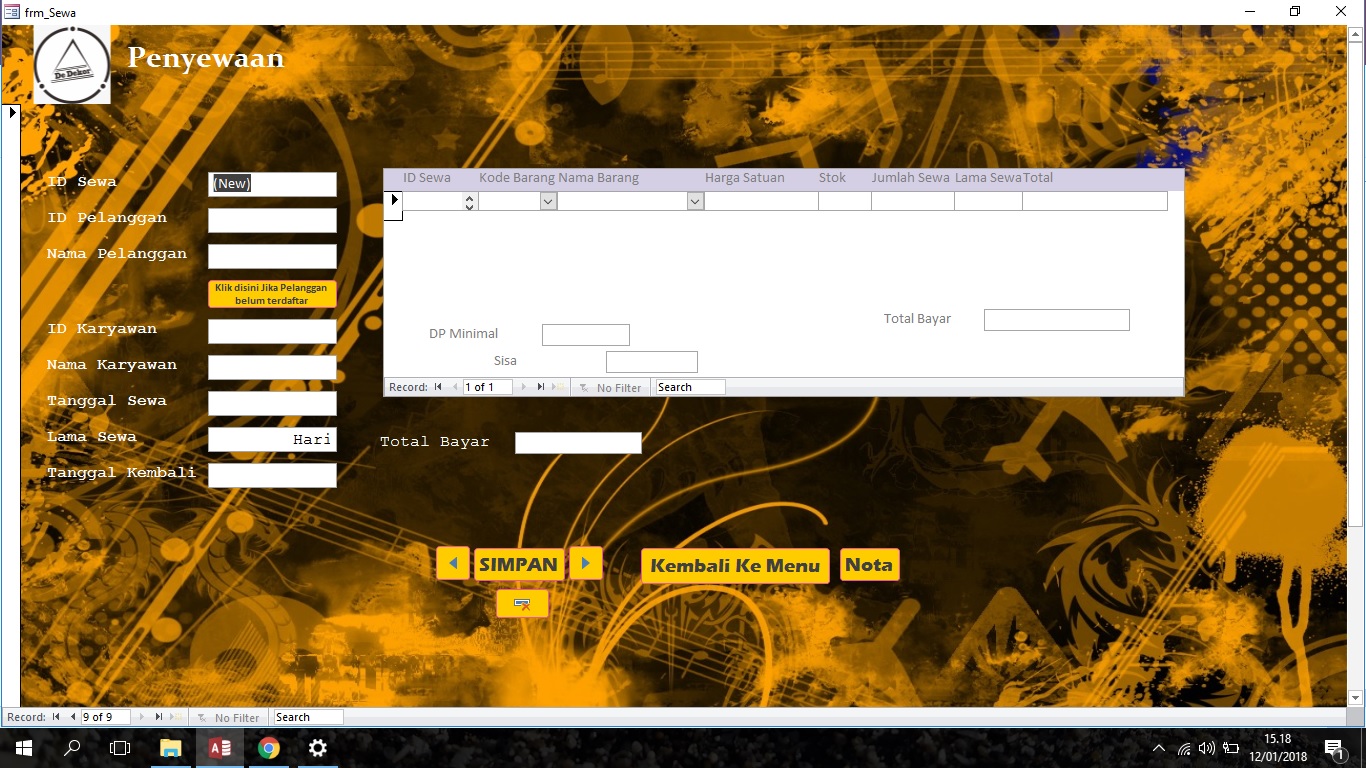 frm_Sewa
De Dekor
Penyewaan
ID Sewa (New)
ID Pelanggan
Nama Pelanggan
Klik disini Jika Pelanggan
belum terdaftar
ID Karyawan
Nama Karyawan
Tanggal Sewa
Lama Sewa Hari
Tanggal Kembali
ID Sewa Kode Barang Nama Barang Harga Satuan Stok Jumlah Sewa Lama Sewa Total
Total Bayar
DP Minimal
Sisa
Record: 1 of 1 No Filter Search
Total Bayar
SIMPAN Kembali Ke Menu Nota
Record: 9 of 9 No Filter Search
15.18
12/01/2018
1